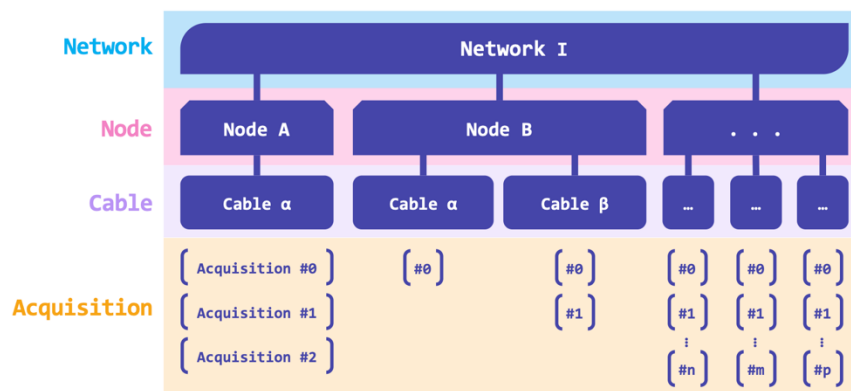 Network
Network I
Node
Node A
Node B
. . .
Cable
Cable α
Cable α
Cable β
…
…
…
Acquisition
Acquisition #0
#0
#0
#0
#0
#0
Acquisition #1
#1
#1
#1
#1
Acquisition #2
⋮
⋮
⋮
#n
#m
#p